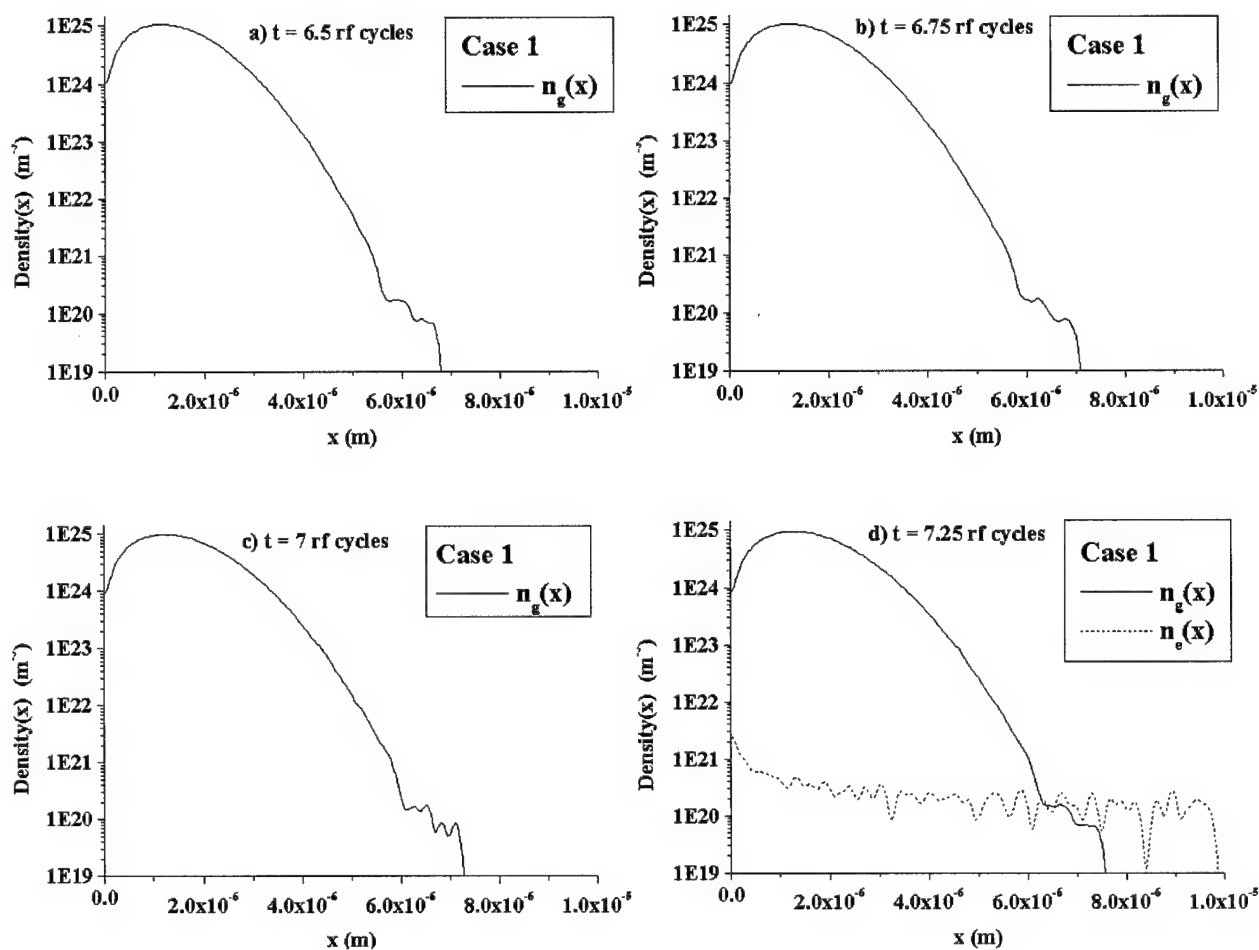 a) t = 6.5 rf cycles
Case 1
n_g(x)
Density(x) (m⁻³)
1E25
1E24
1E23
1E22
1E21
1E20
1E19
0.0 2.0x10⁻⁶ 4.0x10⁻⁶ 6.0x10⁻⁶ 8.0x10⁻⁶ 1.0x10⁻⁵
x (m)
b) t = 6.75 rf cycles
Case 1
n_g(x)
Density(x) (m⁻³)
1E25
1E24
1E23
1E22
1E21
1E20
1E19
0.0 2.0x10⁻⁶ 4.0x10⁻⁶ 6.0x10⁻⁶ 8.0x10⁻⁶ 1.0x10⁻⁵
x (m)
c) t = 7 rf cycles
Case 1
n_g(x)
Density(x) (m⁻³)
1E25
1E24
1E23
1E22
1E21
1E20
1E19
0.0 2.0x10⁻⁶ 4.0x10⁻⁶ 6.0x10⁻⁶ 8.0x10⁻⁶ 1.0x10⁻⁵
x (m)
d) t = 7.25 rf cycles
Case 1
n_g(x)
n_e(x)
Density(x) (m⁻³)
1E25
1E24
1E23
1E22
1E21
1E20
1E19
0.0 2.0x10⁻⁶ 4.0x10⁻⁶ 6.0x10⁻⁶ 8.0x10⁻⁶ 1.0x10⁻⁵
x (m)